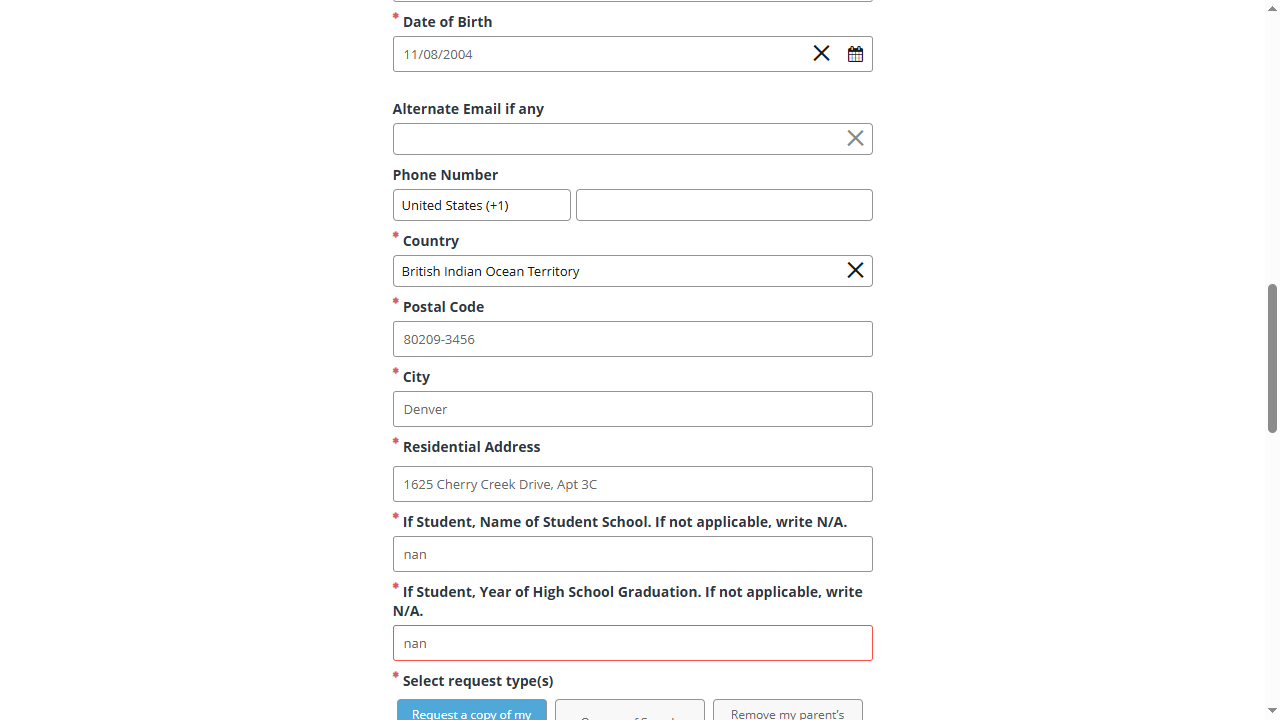 * Date of Birth
11/08/2004
Alternate Email if any
Phone Number
United States (+1)
* Country
British Indian Ocean Territory
* Postal Code
80209-3456
* City
Denver
* Residential Address
1625 Cherry Creek Drive, Apt 3C
* If Student, Name of Student School. If not applicable, write N/A.
nan
* If Student, Year of High School Graduation. If not applicable, write
N/A.
nan
* Select request type(s)
Request a copy of my
Remove my parent's